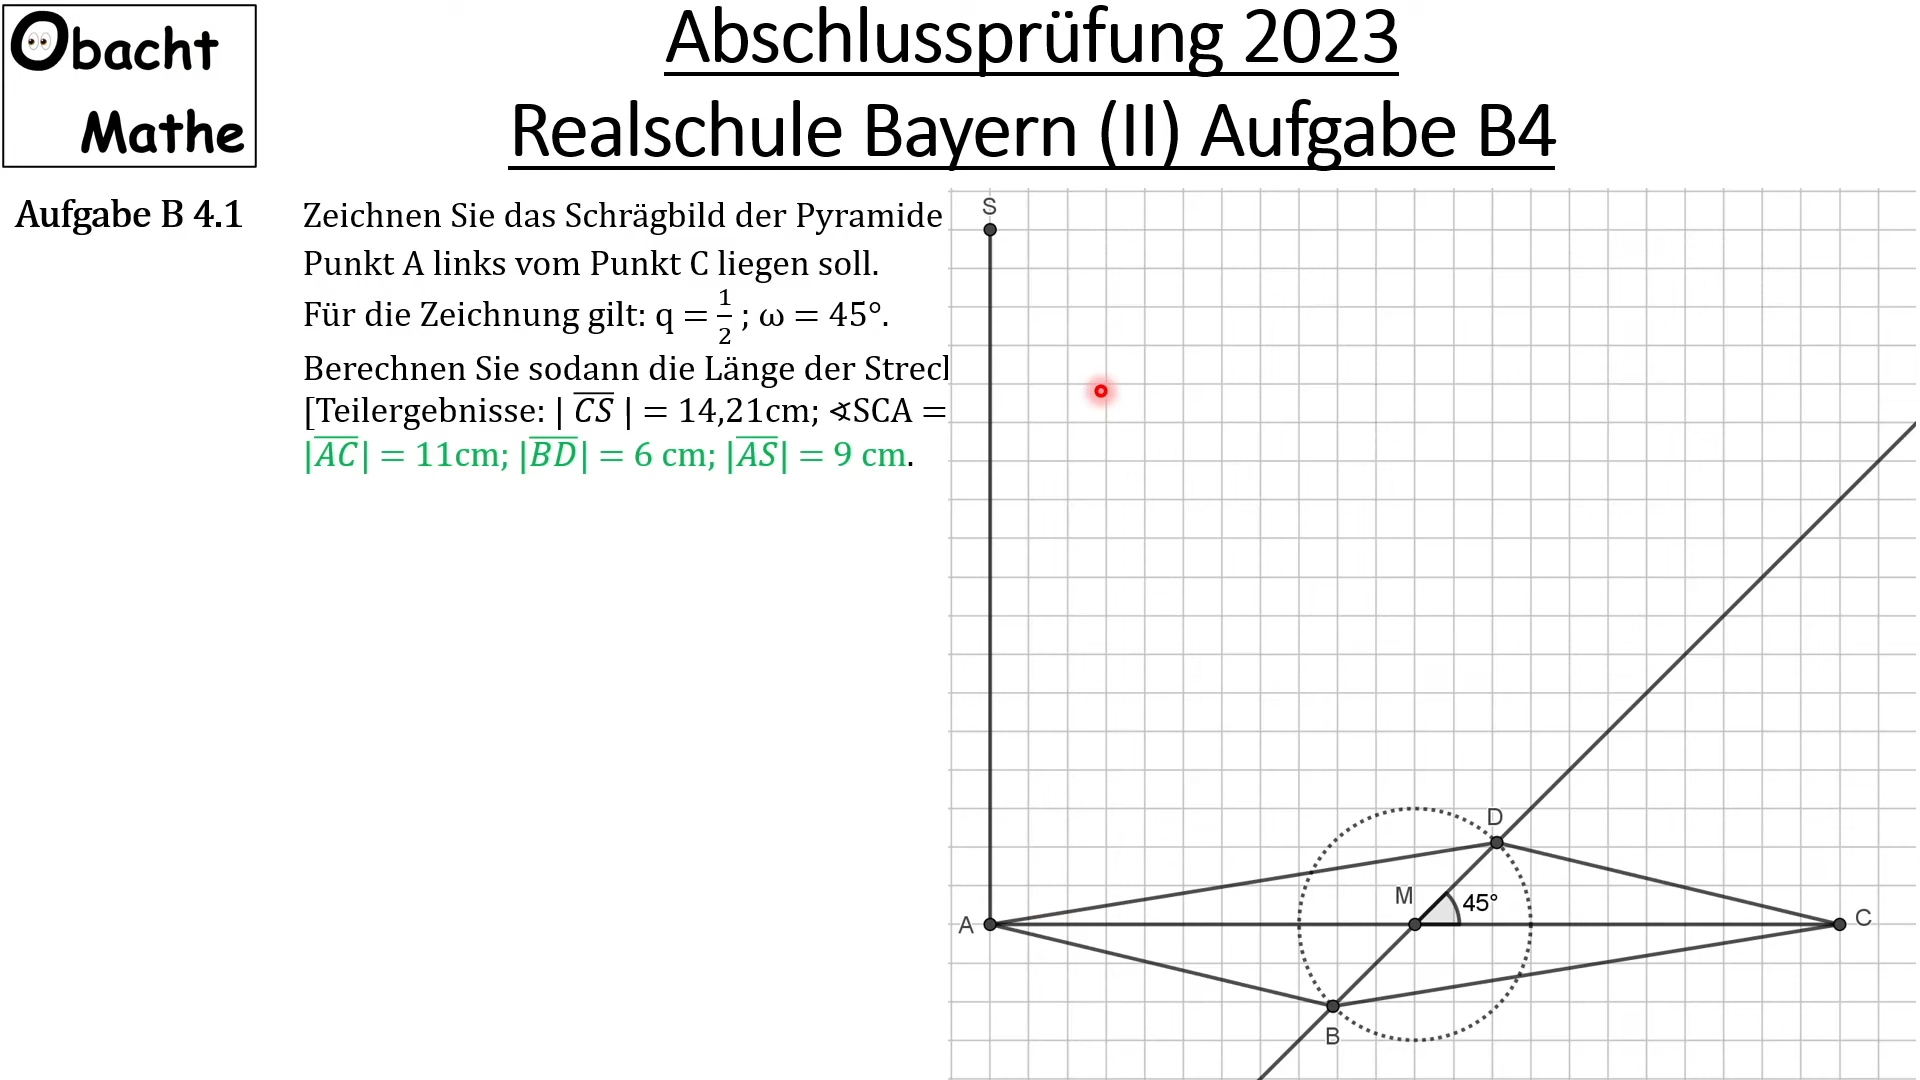 Obacht
Mathe
Abschlussprüfung 2023
Realschule Bayern (II) Aufgabe B4
Aufgabe B 4.1
Zeichnen Sie das Schrägbild der Pyramide
Punkt A links vom Punkt C liegen soll.
Für die Zeichnung gilt: q = 1/2 ; ω = 45°.
Berechnen Sie sodann die Länge der
[Teilergebnisse: | CS | = 14,21cm; ∢SCA =
|AC| = 11cm; |BD| = 6 cm; |AS| = 9 cm.
S
D
M
45°
A
C
B